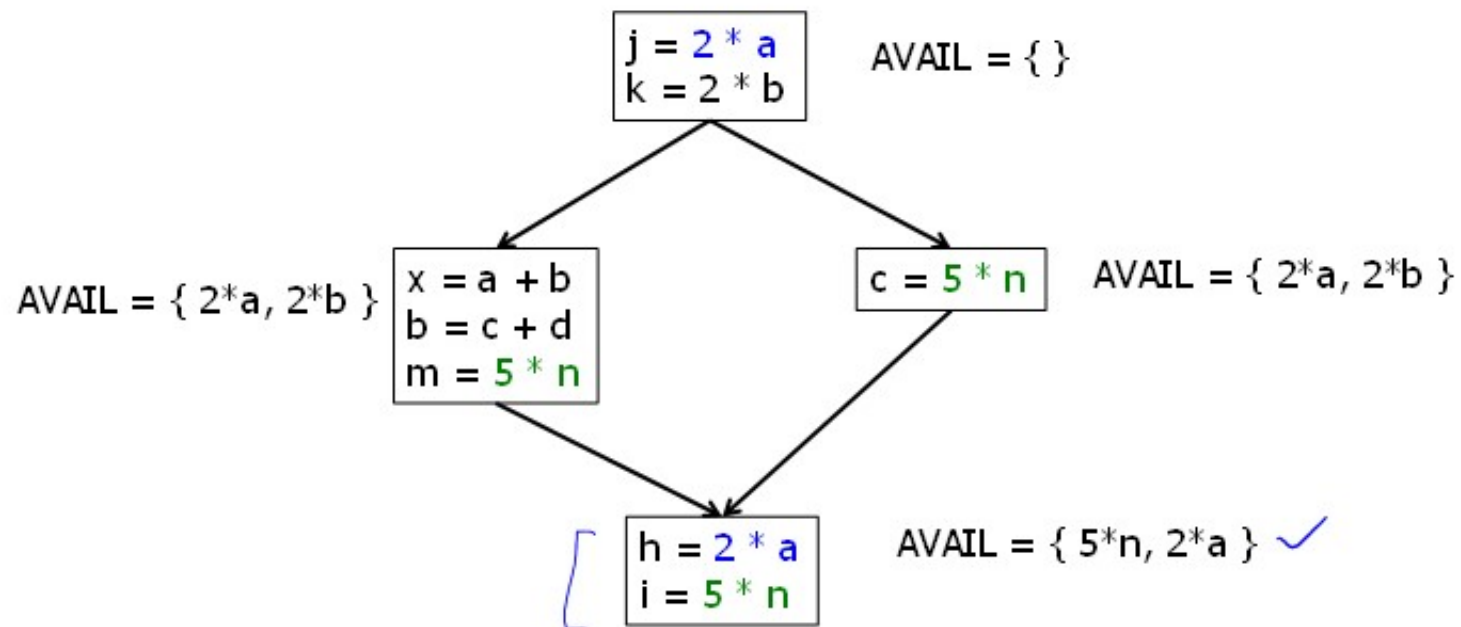 j = 2 * a
k = 2 * b
AVAIL = { }
AVAIL = { 2*a, 2*b }
x = a + b
b = c + d
m = 5 * n
c = 5 * n
AVAIL = { 2*a, 2*b }
h = 2 * a
i = 5 * n
AVAIL = { 5*n, 2*a }